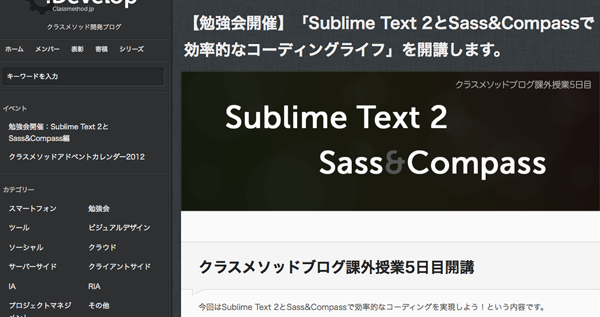 .Develop
Classmethod.jp
クラスメソッド開発ブログ
ホーム メンバー 表彰 寄稿 シリーズ
キーワードを入力
イベント
勉強会開催：Sublime Text 2と
Sass&Compass編
クラスメソッドアドベントカレンダー2012
カテゴリー
スマートフォン 勉強会
ツール ビジュアルデザイン
ソーシャル クラウド
サーバーサイド クライアントサイド
IA RIA
プロジェクトマネジ その他
【勉強会開催】「Sublime Text 2とSass&Compassで
効率的なコーディングライフ」を開講します。
クラスメソッドブログ課外授業5日目
Sublime Text 2
Sass&Compass
クラスメソッドブログ課外授業5日目開講
今回はSublime Text 2とSass&Compassで効率的なコーディングを実現しよう！という内容です。